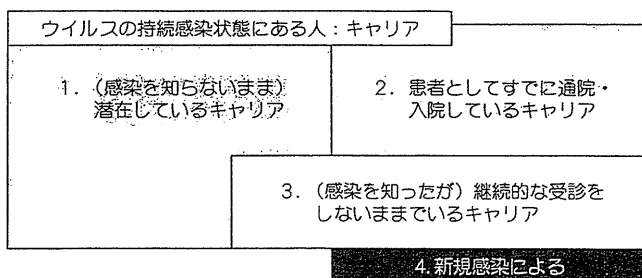 ウイルスの持続感染状態にある人：キャリア
1．（感染を知らないまま）
潜在しているキャリア
2．患者としてすでに通院・
入院しているキャリア
3．（感染を知ったが）継続的な受診を
しないままでいるキャリア
4.新規感染による